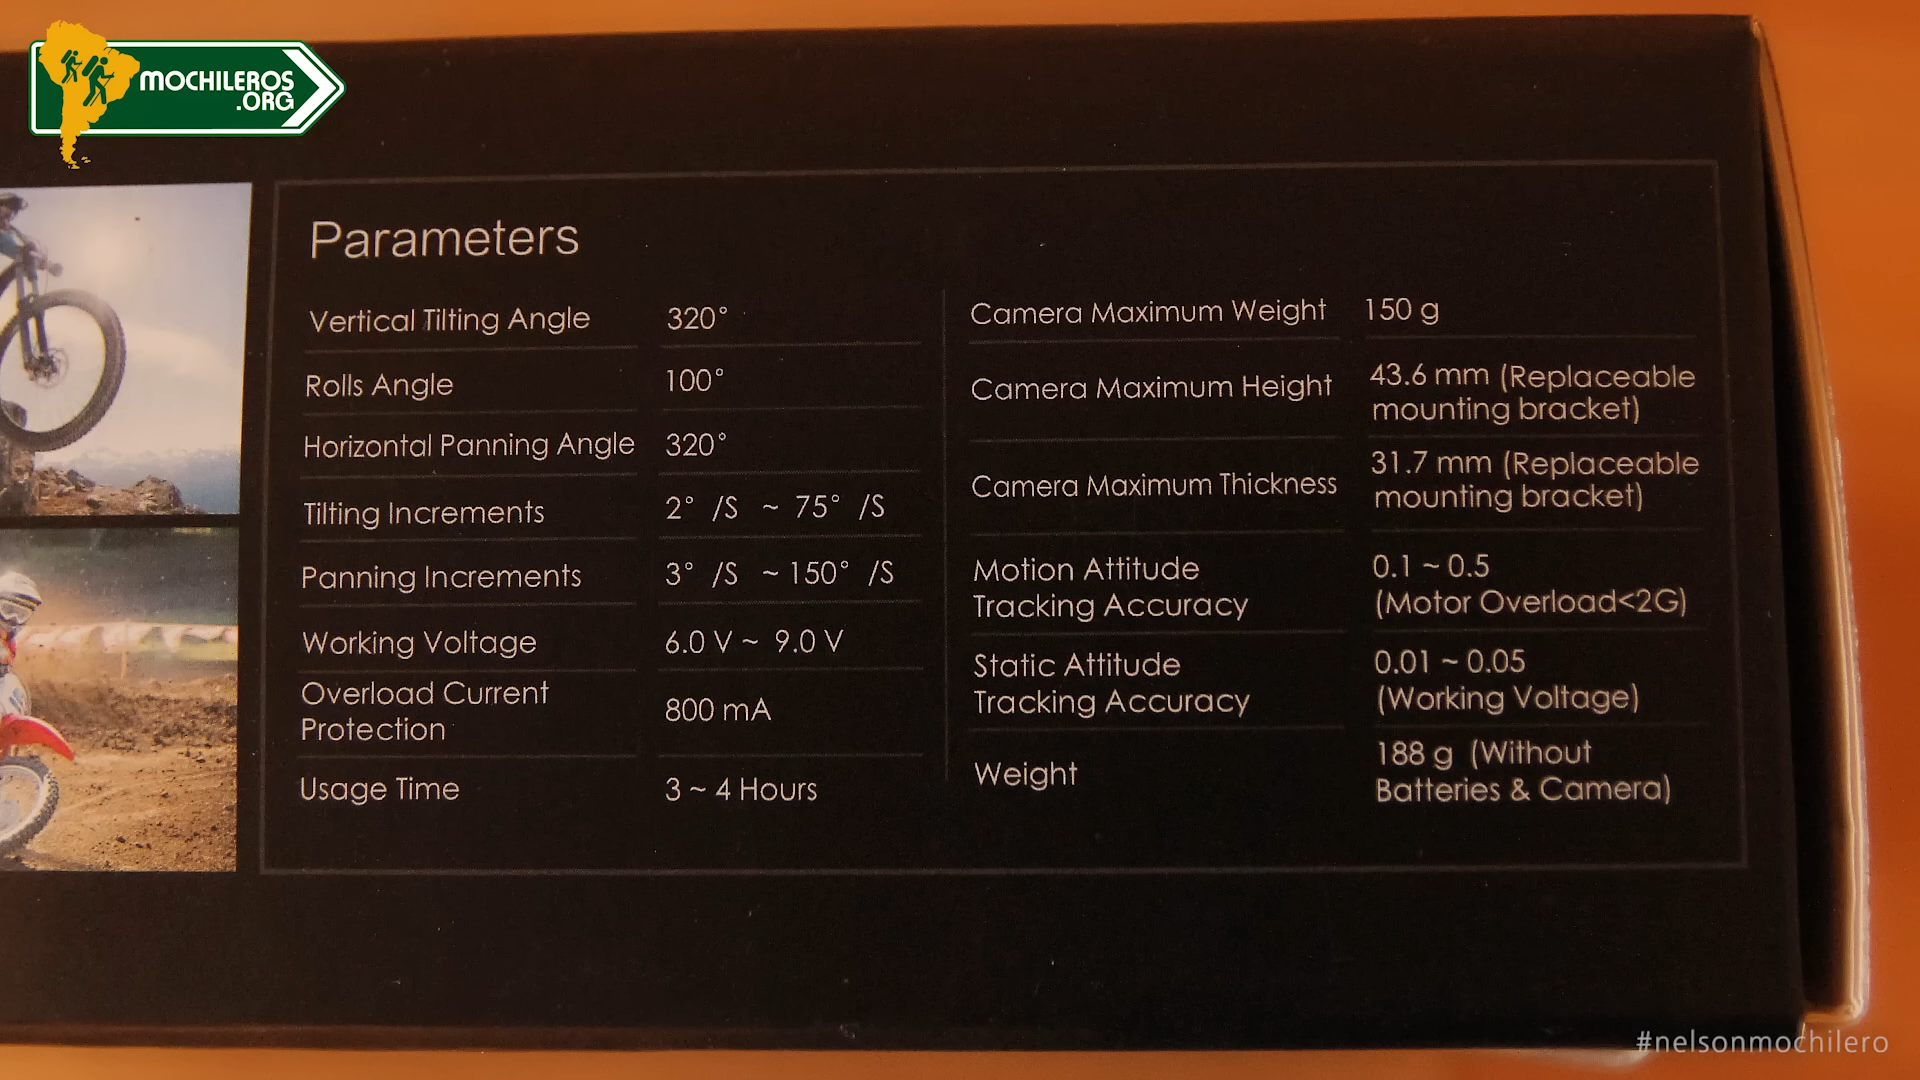 MOCHILEROS
.ORG
Parameters
Vertical Tilting Angle 320°
Rolls Angle 100°
Horizontal Panning Angle 320°
Tilting Increments 2° /S ~ 75° /S
Panning Increments 3° /S ~ 150° /S
Working Voltage 6.0 V ~ 9.0 V
Overload Current
Protection
800 mA
Usage Time 3 ~ 4 Hours
Camera Maximum Weight 150 g
Camera Maximum Height
43.6 mm (Replaceable
mounting bracket)
Camera Maximum Thickness
31.7 mm (Replaceable
mounting bracket)
Motion Attitude
Tracking Accuracy
0.1 ~ 0.5
(Motor Overload<2G)
Static Attitude
Tracking Accuracy
0.01 ~ 0.05
(Working Voltage)
Weight
188 g (Without
Batteries & Camera)
#nelsonmochilero